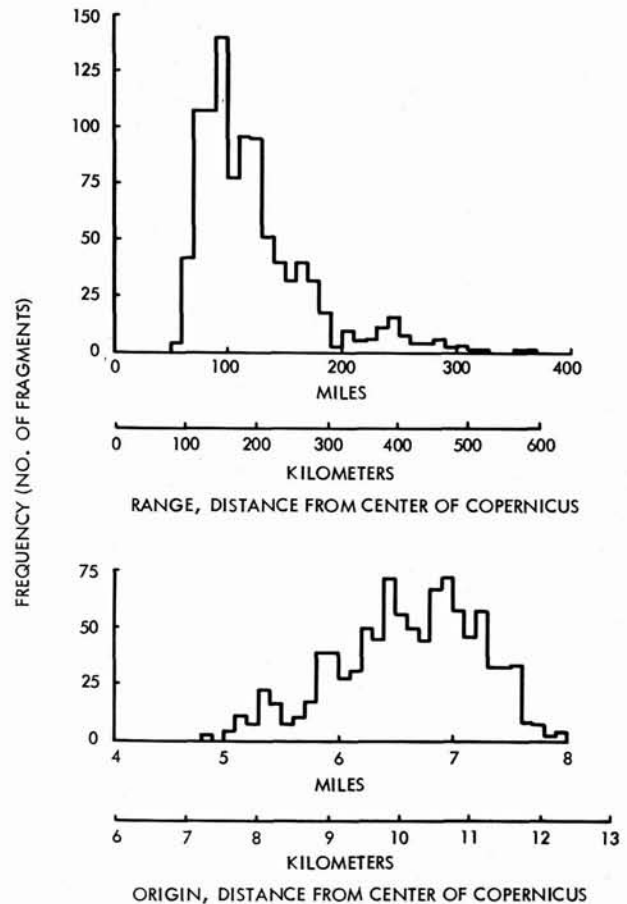 FREQUENCY (NO. OF FRAGMENTS)
150
125
100
75
50
25
0
0 100 200 300 400
MILES
0 100 200 300 400 500 600
KILOMETERS
RANGE, DISTANCE FROM CENTER OF COPERNICUS
75
50
25
0
4 5 6 7 8
MILES
6 7 8 9 10 11 12 13
KILOMETERS
ORIGIN, DISTANCE FROM CENTER OF COPERNICUS